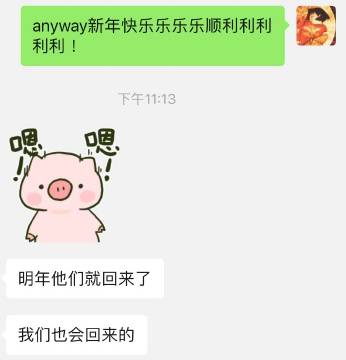 anyway新年快乐乐乐乐顺利利利
利利！
下午11:13
嗯! 嗯!
明年他们就回来了
我们也会回来的